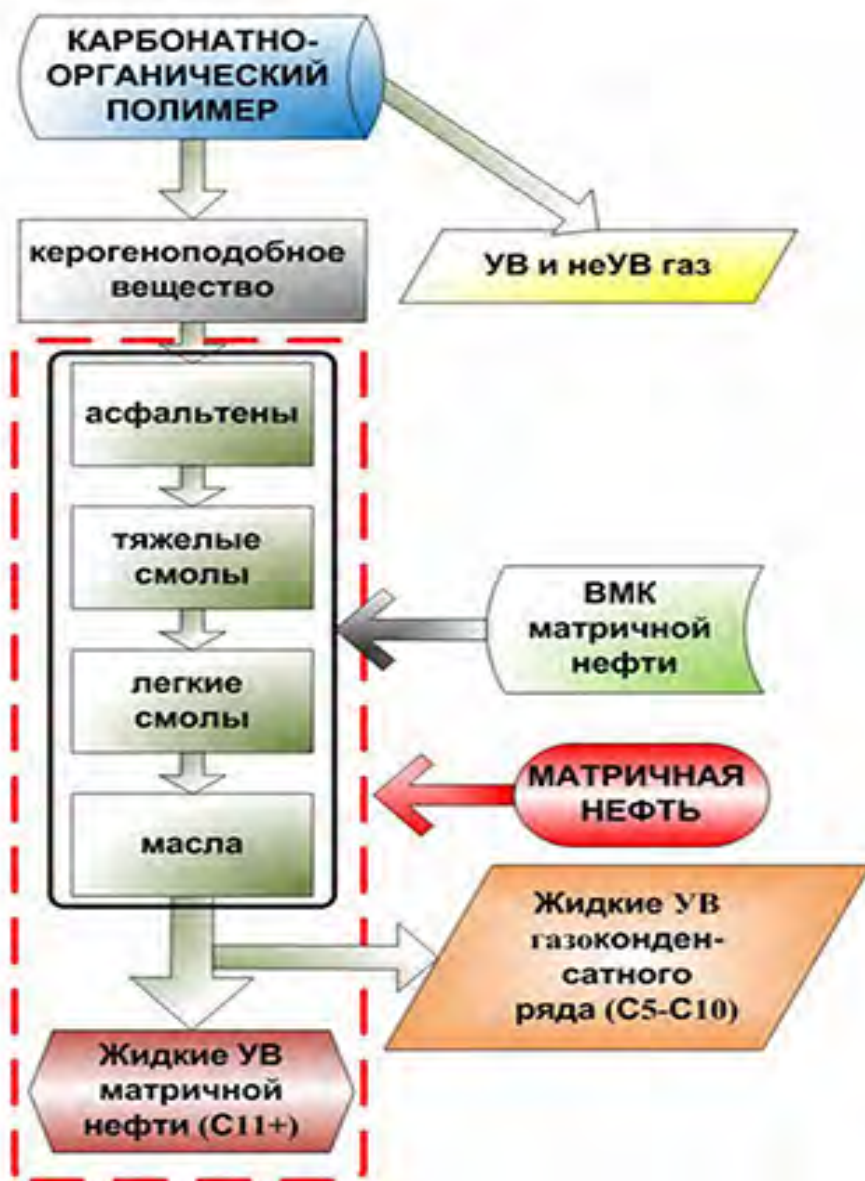 КАРБОНАТНО-
ОРГАНИЧЕСКИЙ
ПОЛИМЕР
керогеноподобное
вещество
УВ и неУВ газ
асфальтены
тяжелые
смолы
ВМК
матричной
нефти
легкие
смолы
МАТРИЧНАЯ
НЕФТЬ
масла
Жидкие УВ
газоконден-
сатного
ряда (С5-С10)
Жидкие УВ
матричной
нефти (С11+)